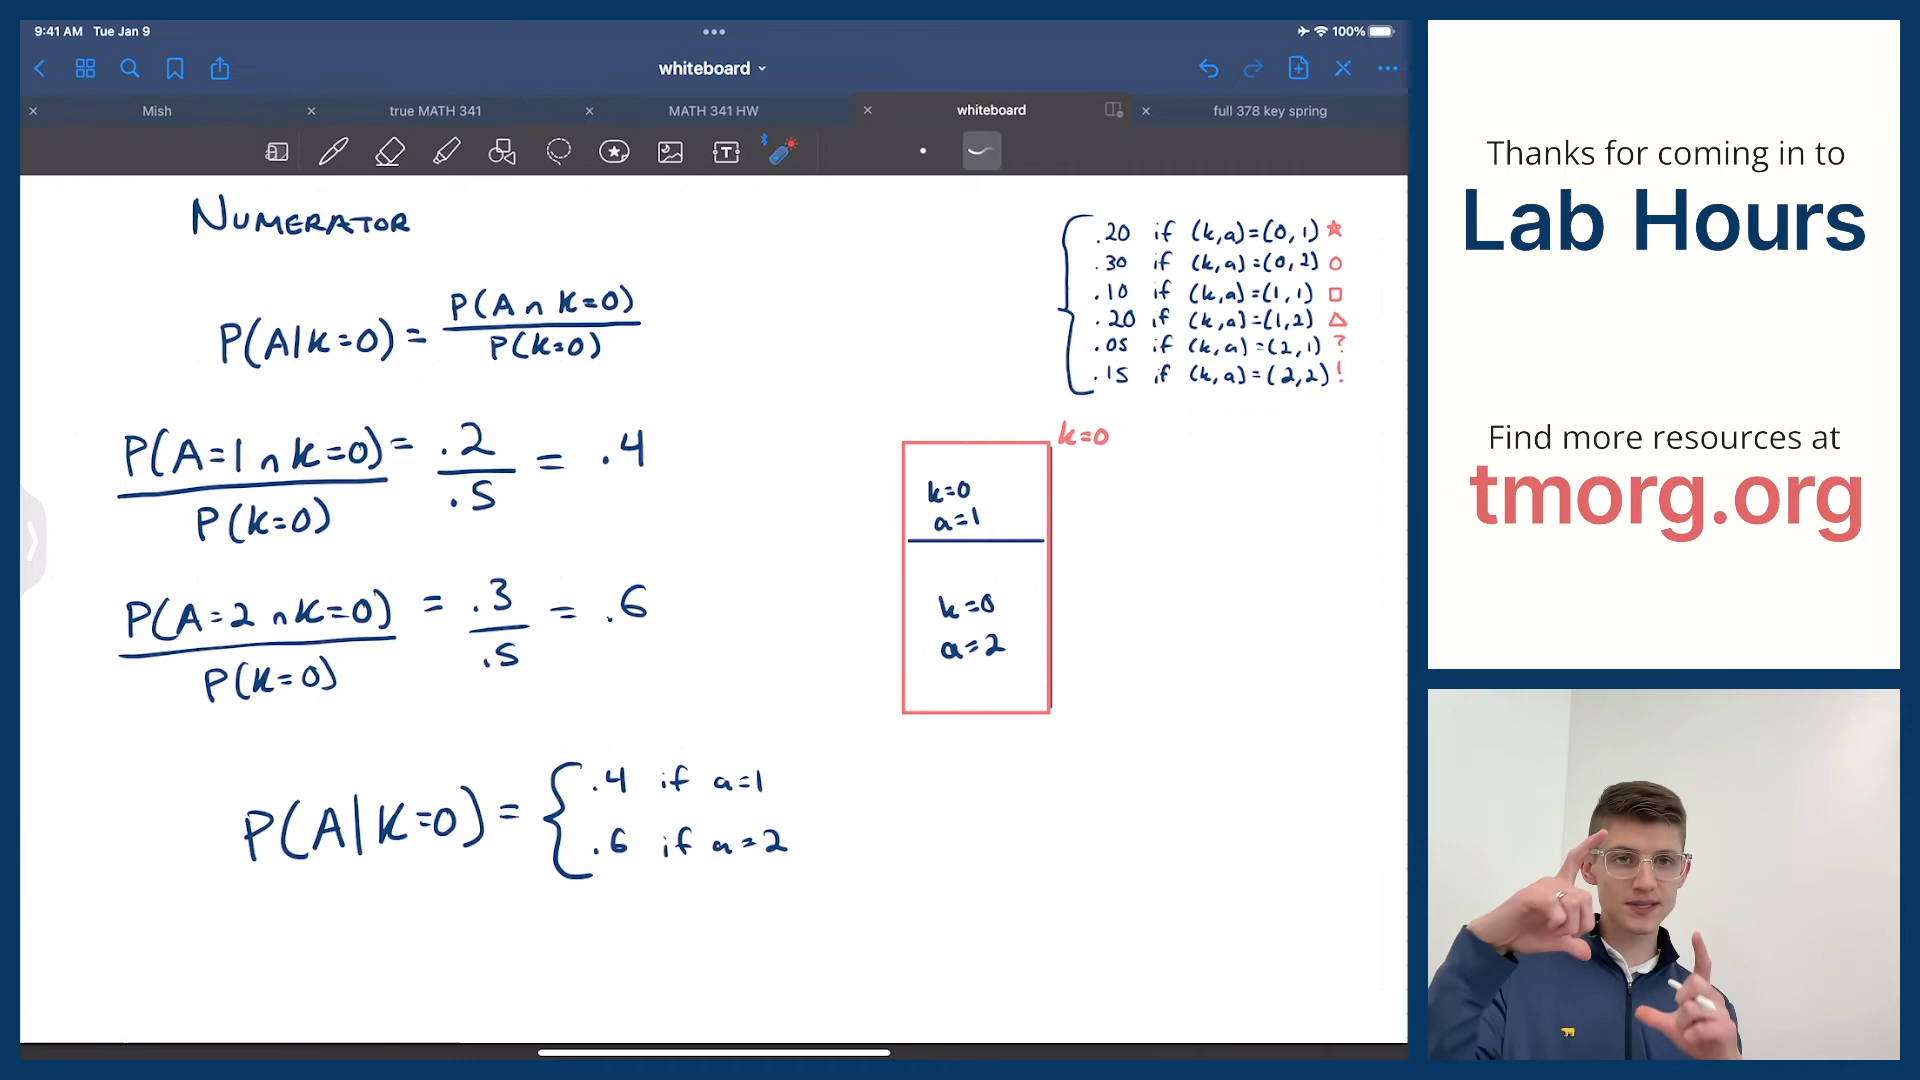 9:41 AM Tue Jan 9
100%
whiteboard
Mish
true MATH 341
MATH 341 HW
whiteboard
full 378 key spring
NUMERATOR
P(A|K=0) = P(A ∩ K=0) / P(K=0)
P(A=1 ∩ K=0) / P(K=0) = .2 / .5 = .4
P(A=2 ∩ K=0) / P(K=0) = .3 / .5 = .6
P(A|K=0) = { .4 if a=1
.6 if a=2
{ .20 if (k,a)=(0,1) ☆
.30 if (k,a)=(0,2) ○
.10 if (k,a)=(1,1) □
.20 if (k,a)=(1,2) △
.05 if (k,a)=(2,1) ?
.15 if (k,a)=(2,2) !
k=0
k=0
a=1
k=0
a=2
Thanks for coming in to
Lab Hours
Find more resources at
tmorg.org